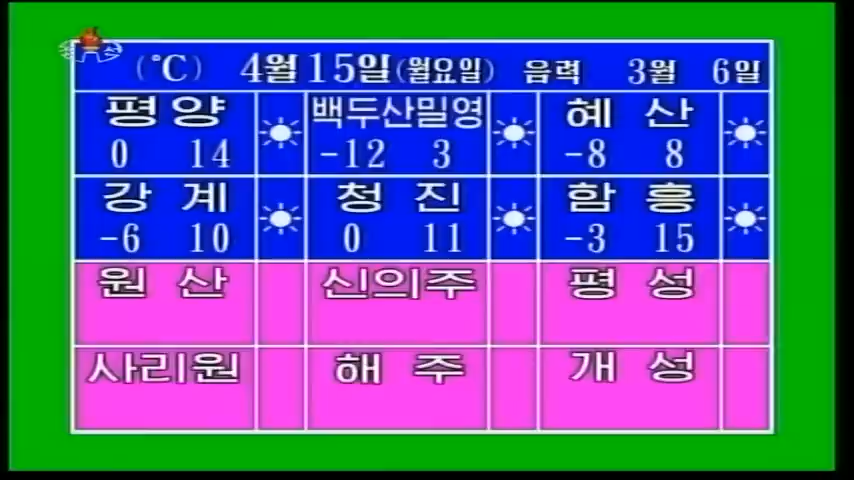 (℃) 4월 15일 (월요일) 음력 3월 6일
평양 백두산밀영 혜산
0 14 -12 3 -8 8
강계 청진 함흥
-6 10 0 11 -3 15
원산 신의주 평성
사리원 해주 개성